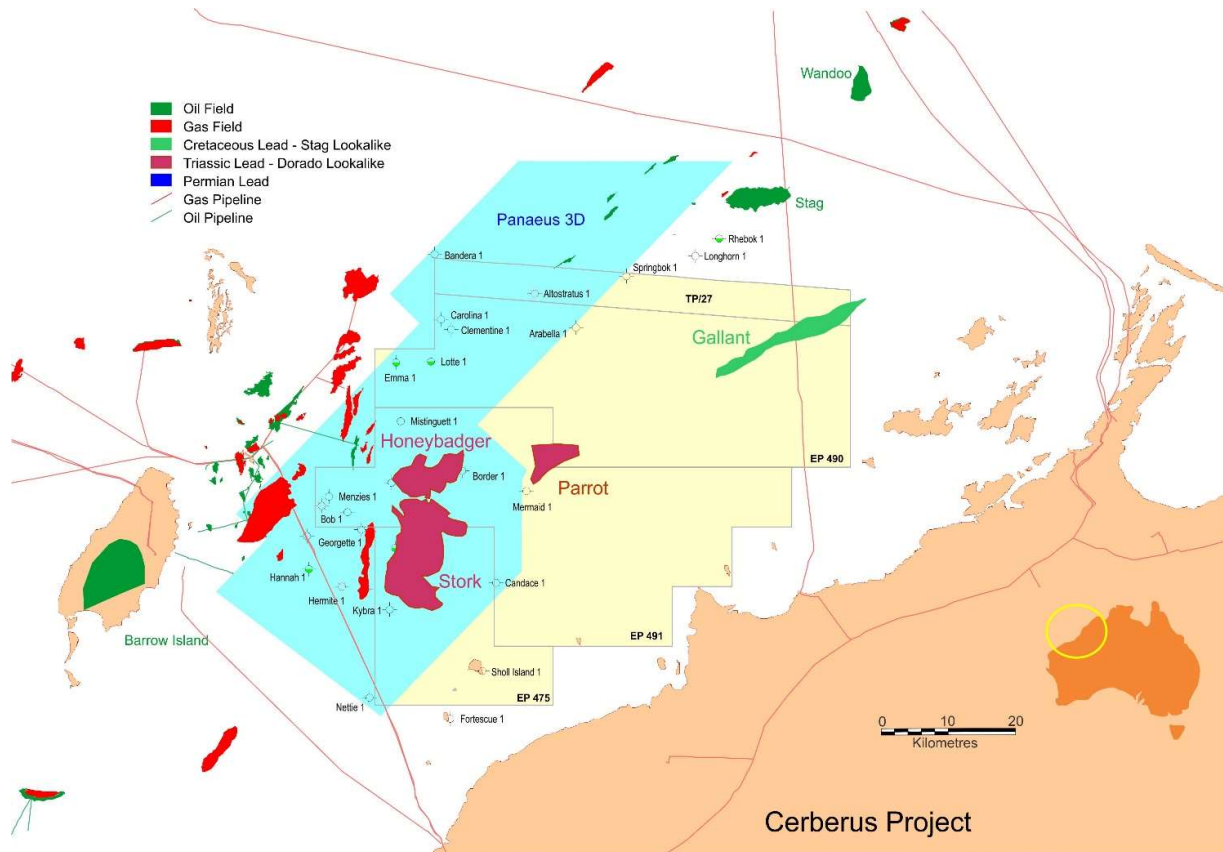 Wandoo
Oil Field
Gas Field
Cretaceous Lead - Stag Lookalike
Triassic Lead - Dorado Lookalike
Permian Lead
Gas Pipeline
Oil Pipeline
Panaeus 3D
Stag
Rhebok 1
Bandera 1
Longhorn 1
Springbok 1
Altostratus 1
TP/27
Carolina 1
Clementine 1
Arabella 1
Gallant
Emma 1
Lotte 1
Mistinguett 1
Honeybadger
EP 490
Border 1
Parrot
Menzies 1
Mermaid 1
Bob 1
Georgette 1
Hannah 1
Stork
Candace 1
Hermite 1
Kybra 1
Barrow Island
EP 491
Sholl Island 1
EP 475
Nettie 1
Fortescue 1
0 10 20
Kilometres
Cerberus Project